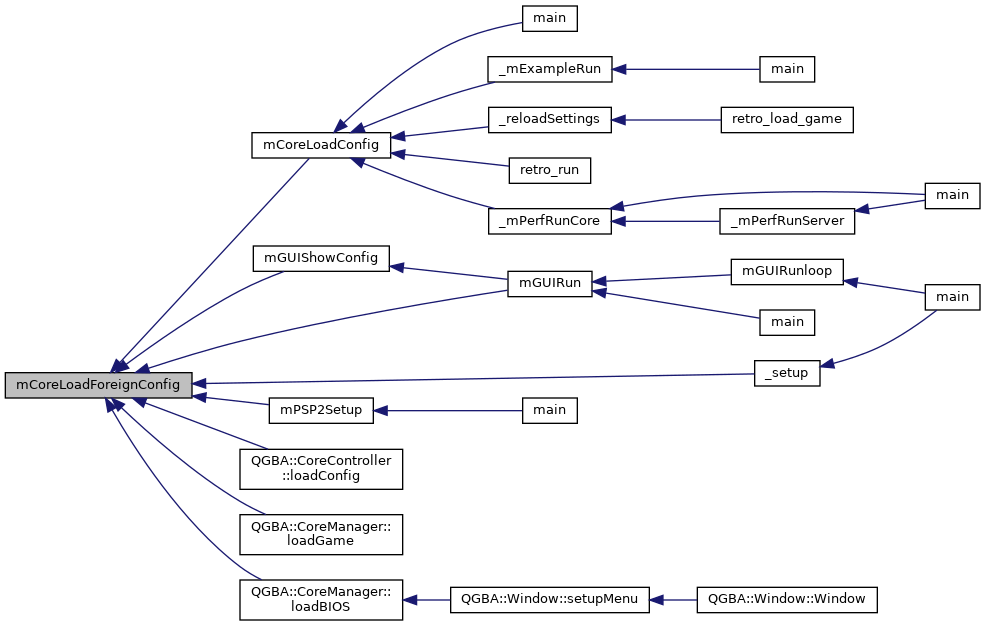 main
_mExampleRun
main
_reloadSettings
retro_load_game
mCoreLoadConfig
retro_run
main
_mPerfRunCore
_mPerfRunServer
mGUIShowConfig
mGUIRunloop
mGUIRun
main
main
_setup
mCoreLoadForeignConfig
mPSP2Setup
main
QGBA::CoreController
::loadConfig
QGBA::CoreManager::
loadGame
QGBA::CoreManager::
loadBIOS
QGBA::Window::setupMenu
QGBA::Window::Window